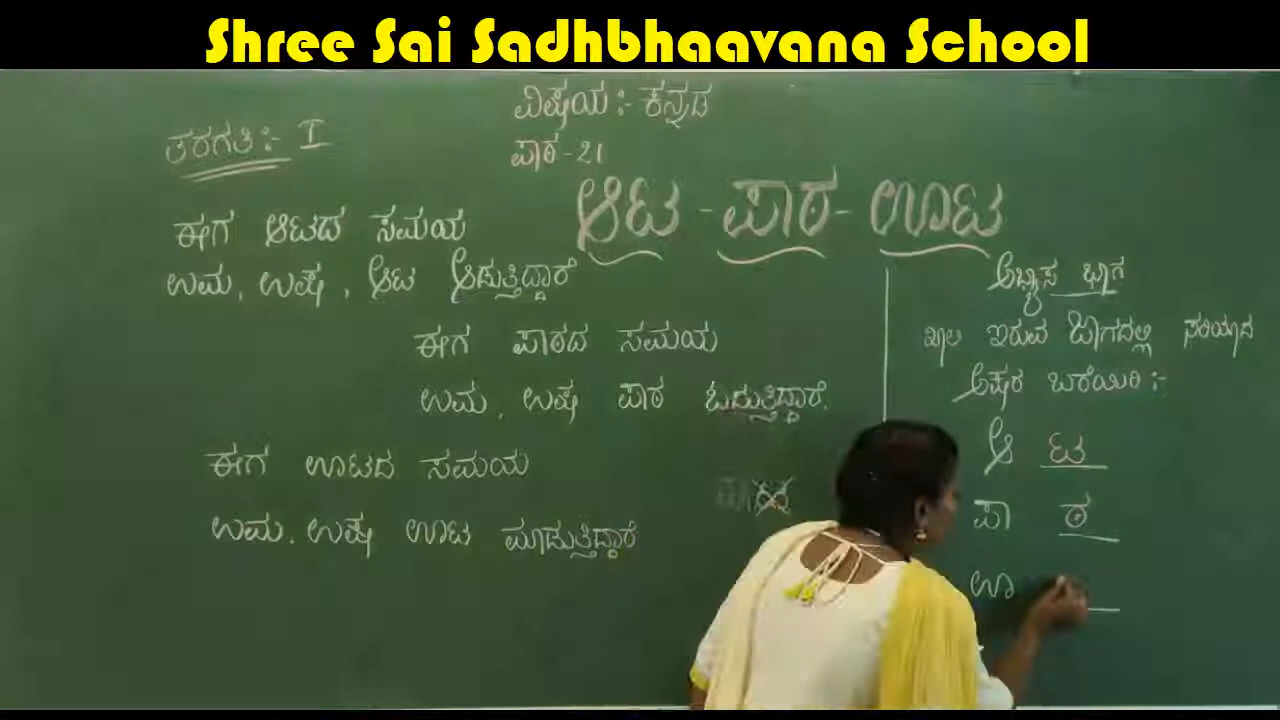 Shree Sai Sadhbhaavana School
ವಿಷಯ :- ಕನ್ನಡ
ತರಗತಿ :- I
ಪಾಠ - 21
ಆಟ - ಪಾಠ - ಊಟ
ಈಗ ಆಟದ ಸಮಯ
ಉಮ, ಉಷ, ಆಟ ಆಡುತ್ತಿದ್ದಾರೆ
ಈಗ ಪಾಠದ ಸಮಯ
ಉಮ, ಉಷ ಪಾಠ ಓದುತ್ತಿದ್ದಾರೆ.
ಈಗ ಊಟದ ಸಮಯ
ಉಮ. ಉಷ ಊಟ ಮಾಡುತ್ತಿದ್ದಾರೆ
ಅಭ್ಯಾಸ ಭಾಗ
ಖಾಲಿ ಇರುವ ಜಾಗದಲ್ಲಿ ಸರಿಯಾದ
ಅಕ್ಷರ ಬರೆಯಿರಿ :-
ಆ ಟ
ಪಾ ಠ
ಊ